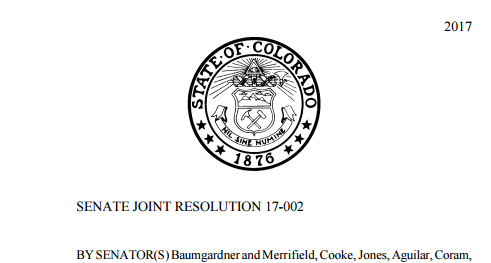 2017
STATE OF COLORADO
NIL SINE NUMINE
1876
SENATE JOINT RESOLUTION 17-002
BY SENATOR(S) Baumgardner and Merrifield, Cooke, Jones, Aguilar, Coram,